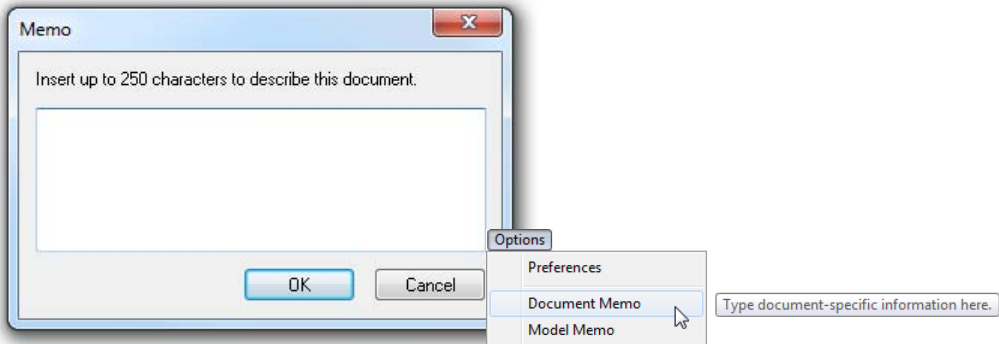 Memo
Insert up to 250 characters to describe this document.
OK
Cancel
Options
Preferences
Document Memo
Type document-specific information here.
Model Memo